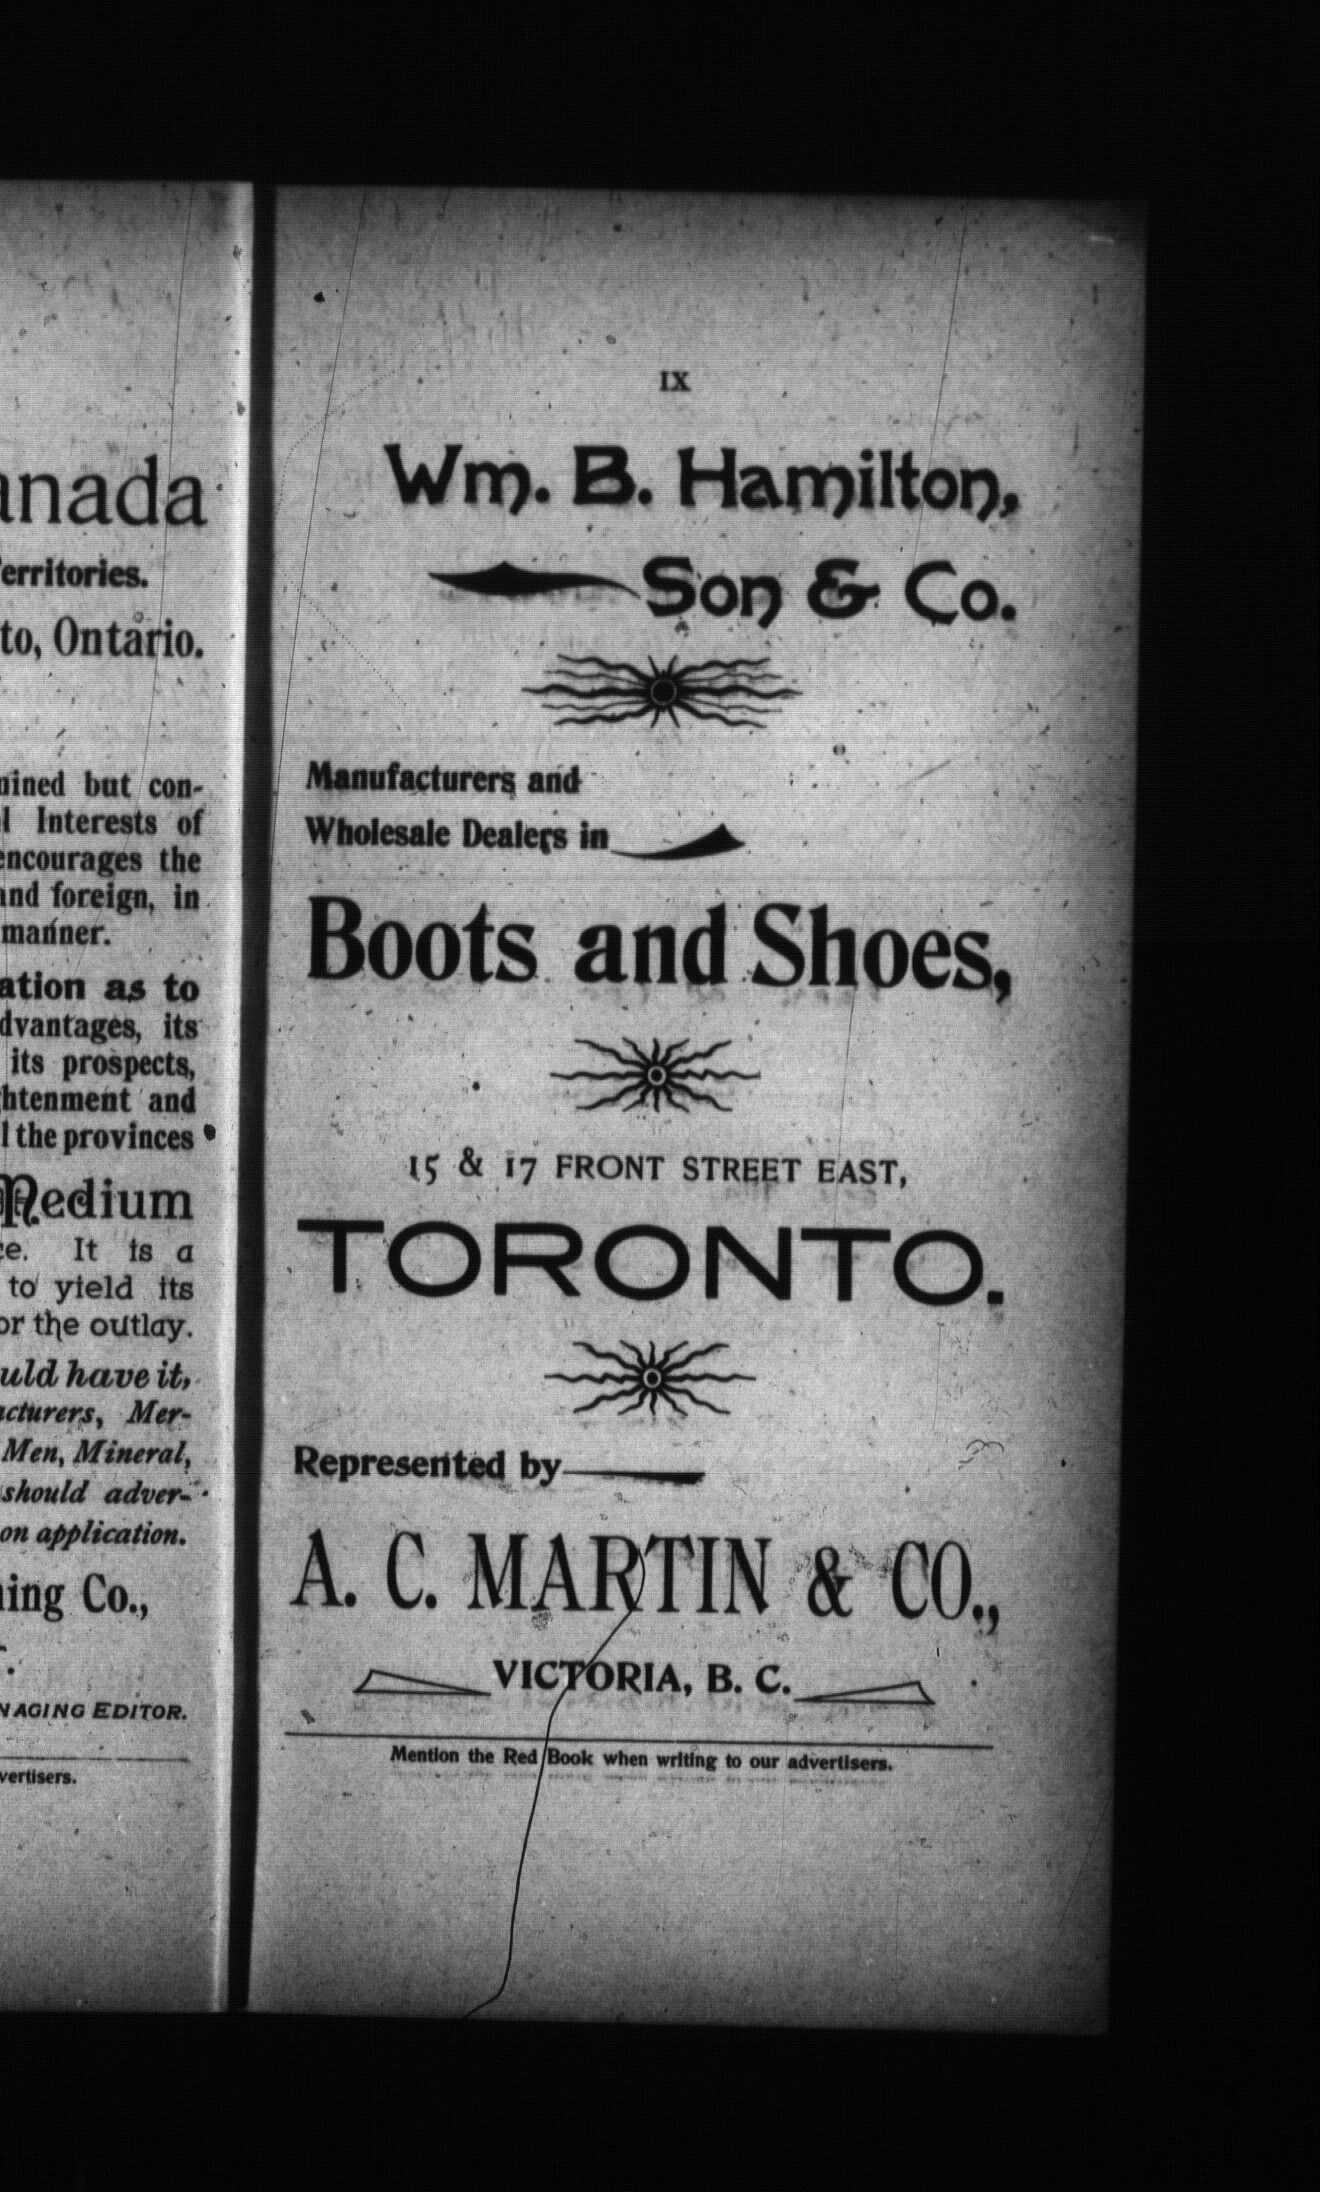 anada
Territories.
to, Ontario.
mined but con-
l Interests of
encourages the
and foreign, in
manner.
ation as to
dvantages, its
its prospects,
ghtenment and
l the provinces
Medium
ce. It is a
to yield its
or the outlay.
uld have it,
acturers, Mer-
Men, Mineral,
should adver-
on application.
ning Co.,
r.
NAGING EDITOR.
vertisers.
IX
Wm. B. Hamilton,
Son & Co.
Manufacturers and
Wholesale Dealers in
Boots and Shoes,
15 & 17 FRONT STREET EAST,
TORONTO.
Represented by
A. C. MARTIN & CO.,
VICTORIA, B. C.
Mention the Red Book when writing to our advertisers.